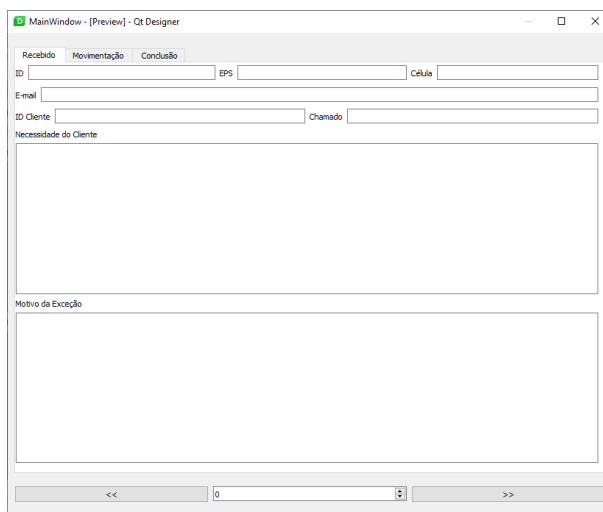 MainWindow - [Preview] - Qt Designer
Recebido Movimentação Conclusão
ID EPS Célula
E-mail
ID Cliente Chamado
Necessidade do Cliente
Motivo da Exceção
<< 0 >>